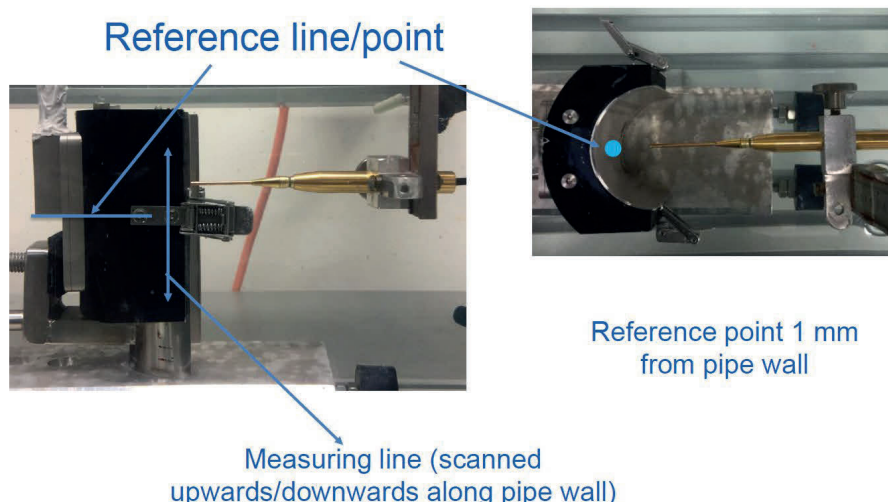 Reference line/point
Reference point 1 mm
from pipe wall
Measuring line (scanned
upwards/downwards along pipe wall)